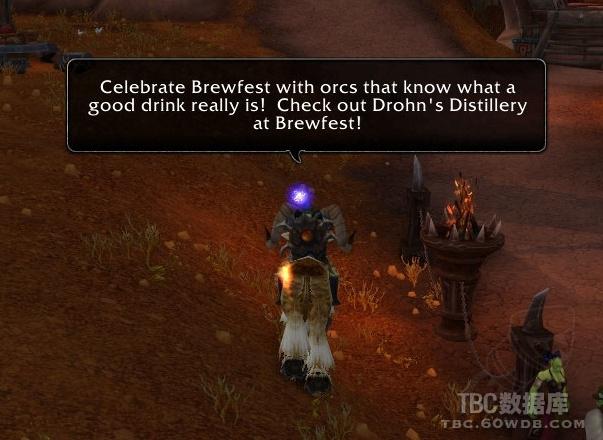 Celebrate Brewfest with orcs that know what a
good drink really is!  Check out Drohn's Distillery
at Brewfest!
TBC数据库
TBC.60WDB.COM